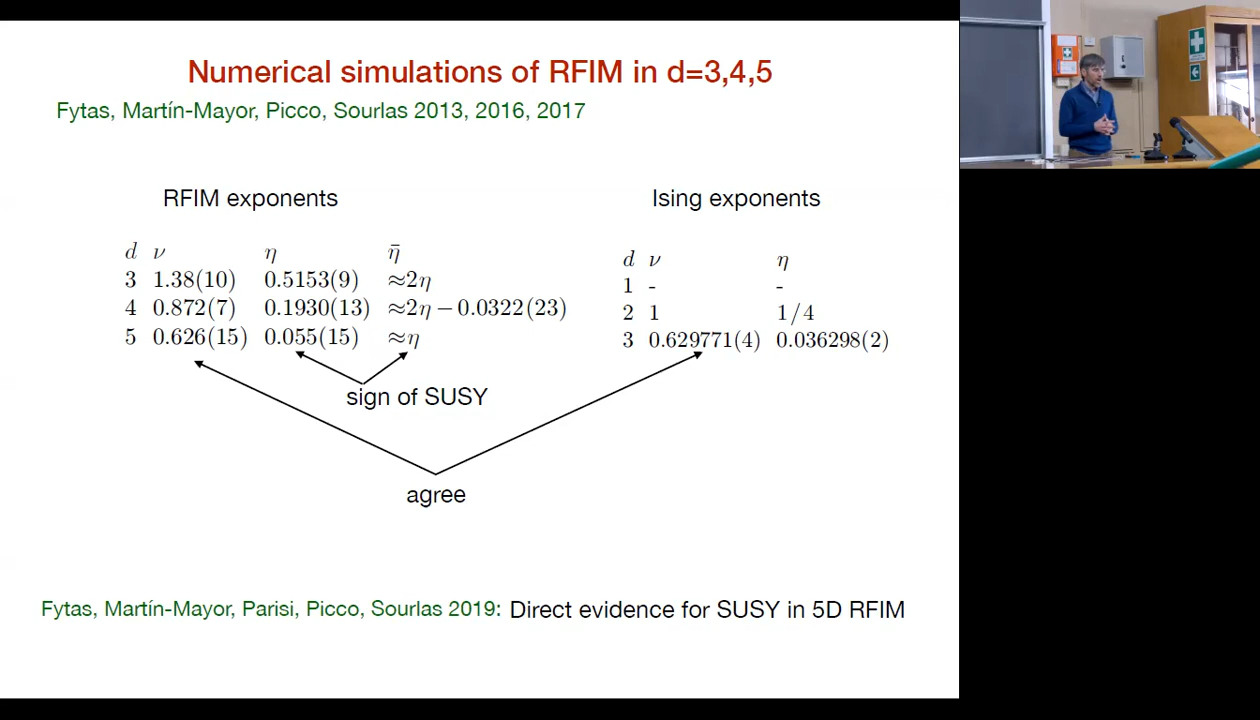 Numerical simulations of RFIM in d=3,4,5
Fytas, Martín-Mayor, Picco, Sourlas 2013, 2016, 2017
RFIM exponents
d ν η η̄
3 1.38(10) 0.5153(9) ≈2η
4 0.872(7) 0.1930(13) ≈2η − 0.0322(23)
5 0.626(15) 0.055(15) ≈η
sign of SUSY
Ising exponents
d ν η
1 - -
2 1 1/4
3 0.629771(4) 0.036298(2)
agree
Fytas, Martín-Mayor, Parisi, Picco, Sourlas 2019: Direct evidence for SUSY in 5D RFIM